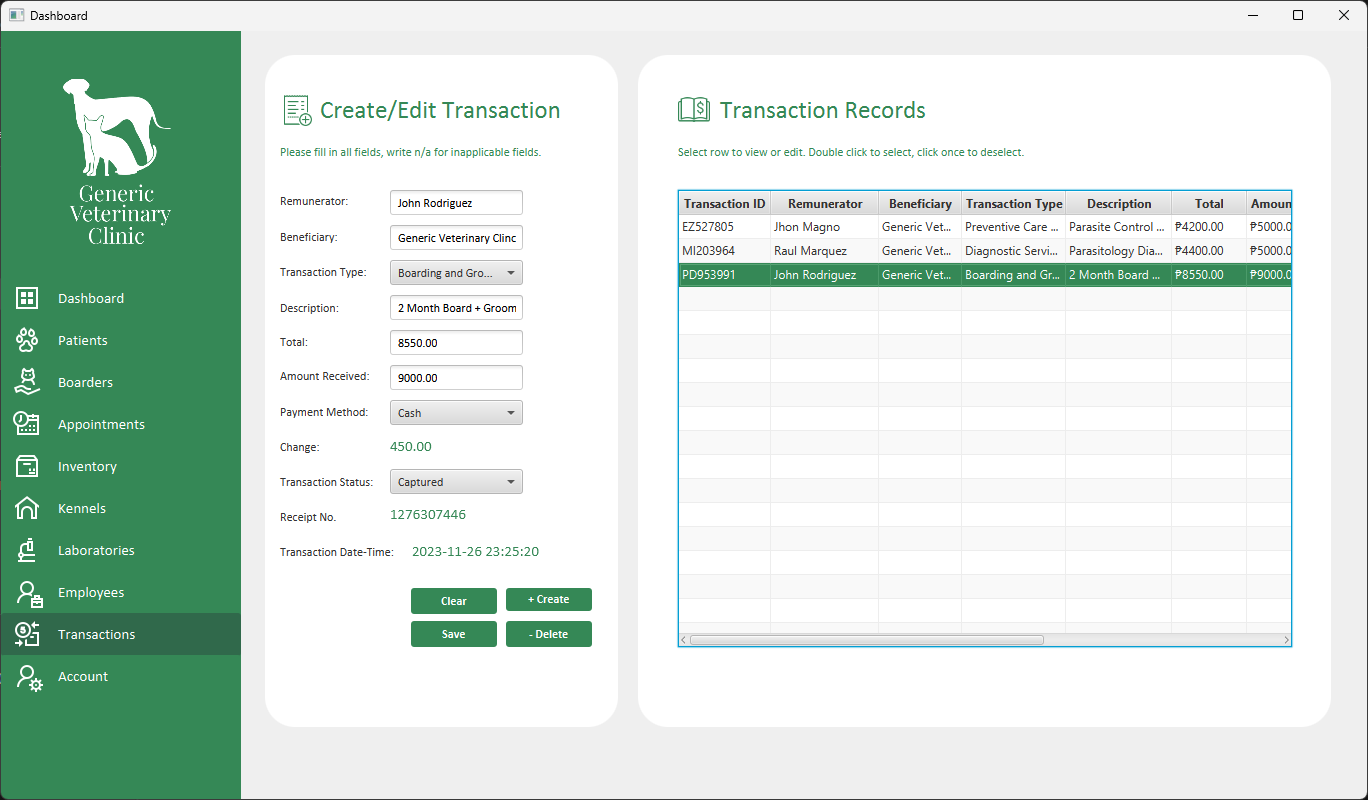 Dashboard
Generic
Veterinary
Clinic
Dashboard
Patients
Boarders
Appointments
Inventory
Kennels
Laboratories
Employees
Transactions
Account
Create/Edit Transaction
Please fill in all fields, write n/a for inapplicable fields.
Remunerator: John Rodriguez
Beneficiary: Generic Veterinary Clinc
Transaction Type: Boarding and Gro...
Description: 2 Month Board + Groom
Total: 8550.00
Amount Received: 9000.00
Payment Method: Cash
Change: 450.00
Transaction Status: Captured
Receipt No. 1276307446
Transaction Date-Time: 2023-11-26 23:25:20
Clear + Create
Save - Delete
Transaction Records
Select row to view or edit. Double click to select, click once to deselect.
Transaction ID Remunerator Beneficiary Transaction Type Description Total Amoun
EZ527805 Jhon Magno Generic Vet... Preventive Care ... Parasite Control ... ₱4200.00 ₱5000.0
MI203964 Raul Marquez Generic Vet... Diagnostic Servi... Parasitology Dia... ₱4400.00 ₱5000.0
PD953991 John Rodriguez Generic Vet... Boarding and Gr... 2 Month Board ... ₱8550.00 ₱9000.0